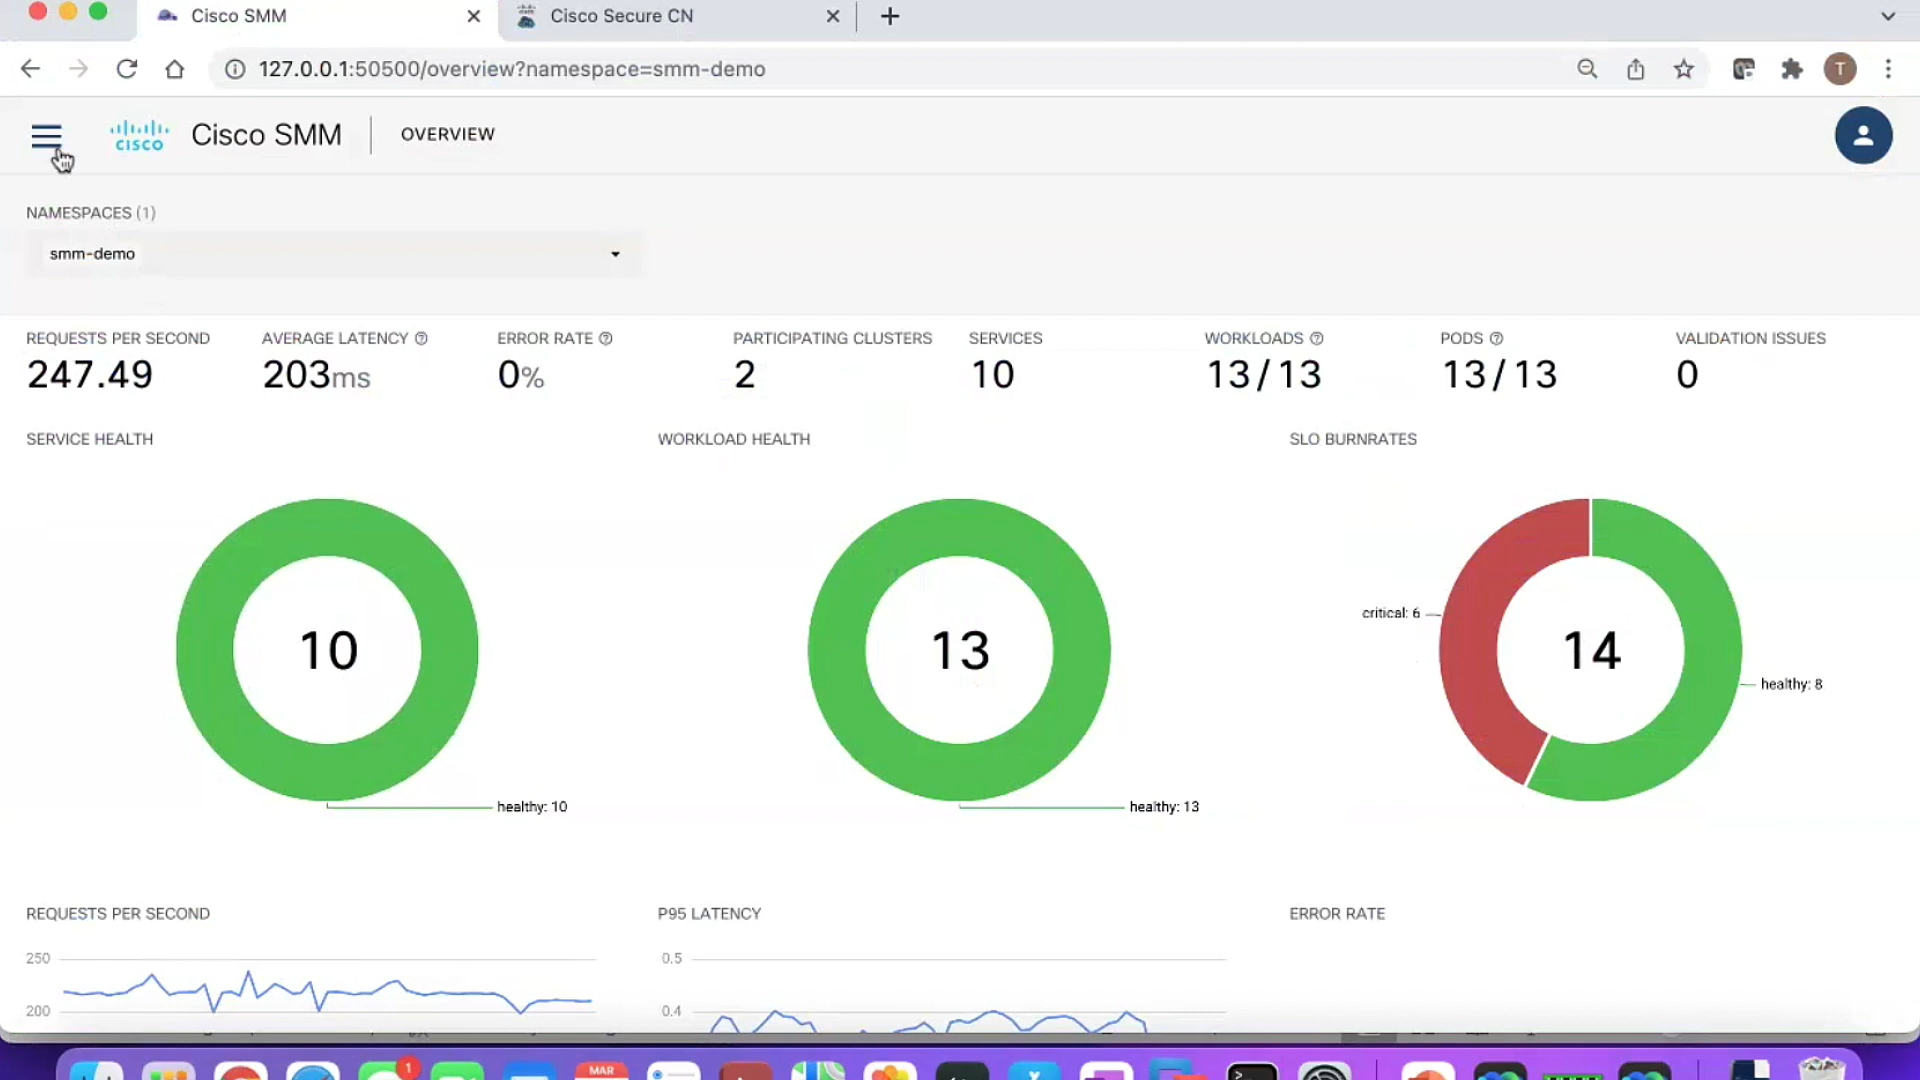 Cisco SMM
Cisco Secure CN
127.0.0.1:50500/overview?namespace=smm-demo
T
CISCO
Cisco SMM
OVERVIEW
NAMESPACES (1)
smm-demo
REQUESTS PER SECOND
247.49
AVERAGE LATENCY
203ms
ERROR RATE
0%
PARTICIPATING CLUSTERS
2
SERVICES
10
WORKLOADS
13/13
PODS
13/13
VALIDATION ISSUES
0
SERVICE HEALTH
WORKLOAD HEALTH
SLO BURNRATES
10
healthy: 10
13
healthy: 13
critical: 6
14
healthy: 8
REQUESTS PER SECOND
P95 LATENCY
ERROR RATE
250
200
0.5
0.4
1
MAR